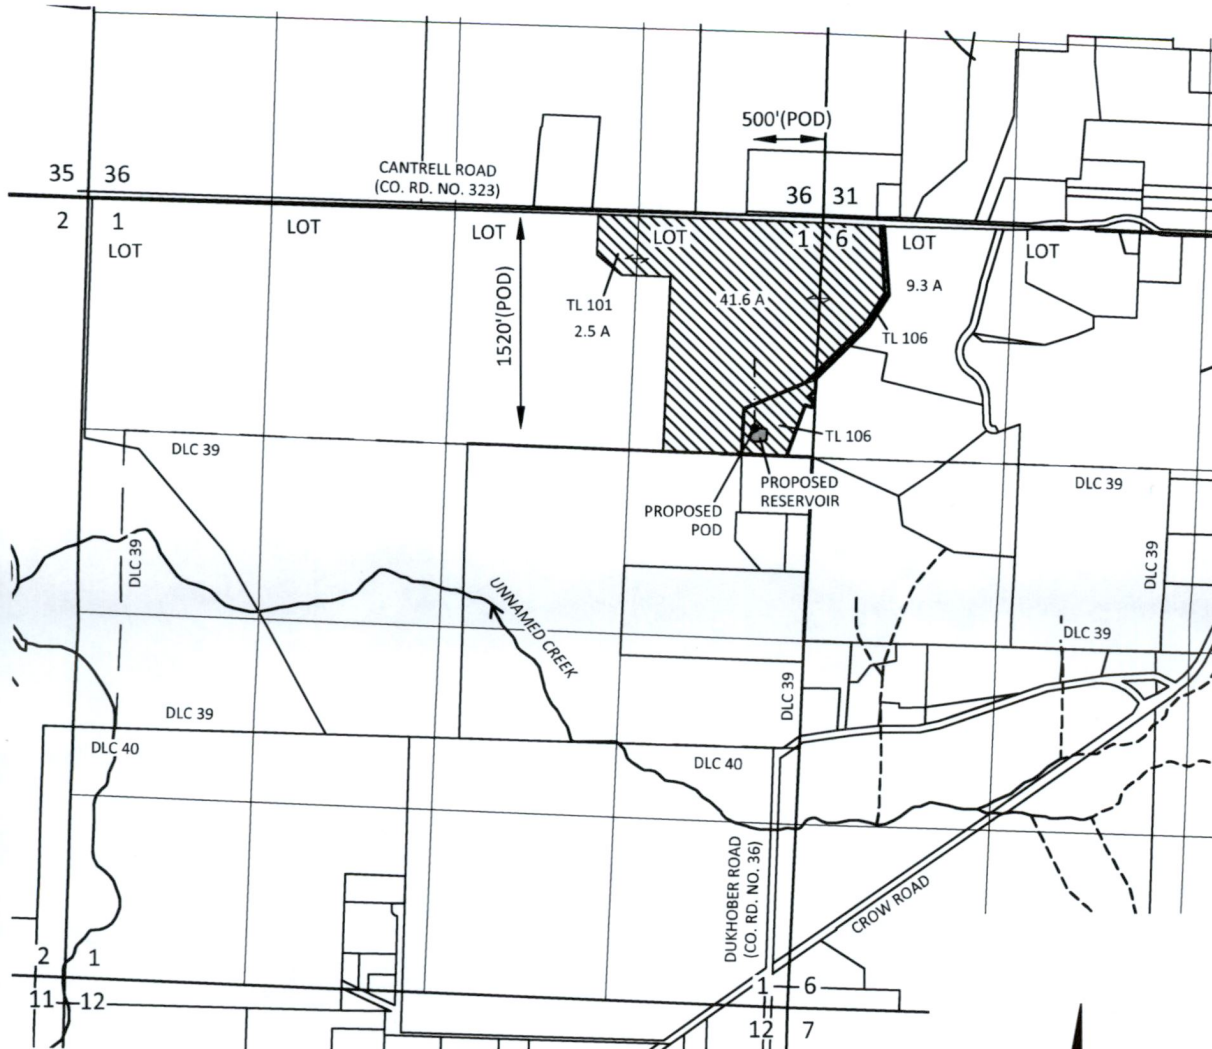 500'(POD)
CANTRELL ROAD
(CO. RD. NO. 323)
35 36
36 31
2 1
LOT
LOT
LOT
LOT
1 6
LOT
LOT
1520'(POD)
TL 101
2.5 A
41.6 A
9.3 A
TL 106
TL 106
DLC 39
PROPOSED
RESERVOIR
PROPOSED
POD
DLC 39
DLC 39
DLC 39
UNNAMED CREEK
DLC 39
DLC 39
DLC 39
DLC 40
DLC 40
DUKHOBER ROAD
(CO. RD. NO. 36)
CROW ROAD
2 1
11 12
1 6
12 7